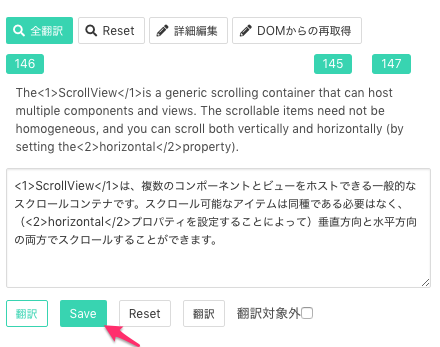 全翻訳 Reset 詳細編集 DOMからの再取得
146 145 147
The<1>ScrollView</1>is a generic scrolling container that can host
multiple components and views. The scrollable items need not be
homogeneous, and you can scroll both vertically and horizontally (by
setting the<2>horizontal</2>property).
<1>ScrollView</1>は、複数のコンポーネントとビューをホストできる一般的な
スクロールコンテナです。スクロール可能なアイテムは同種である必要はなく、
（<2>horizontal</2>プロパティを設定することによって）垂直方向と水平方向
の両方でスクロールすることができます。
翻訳 Save Reset 翻訳 翻訳対象外